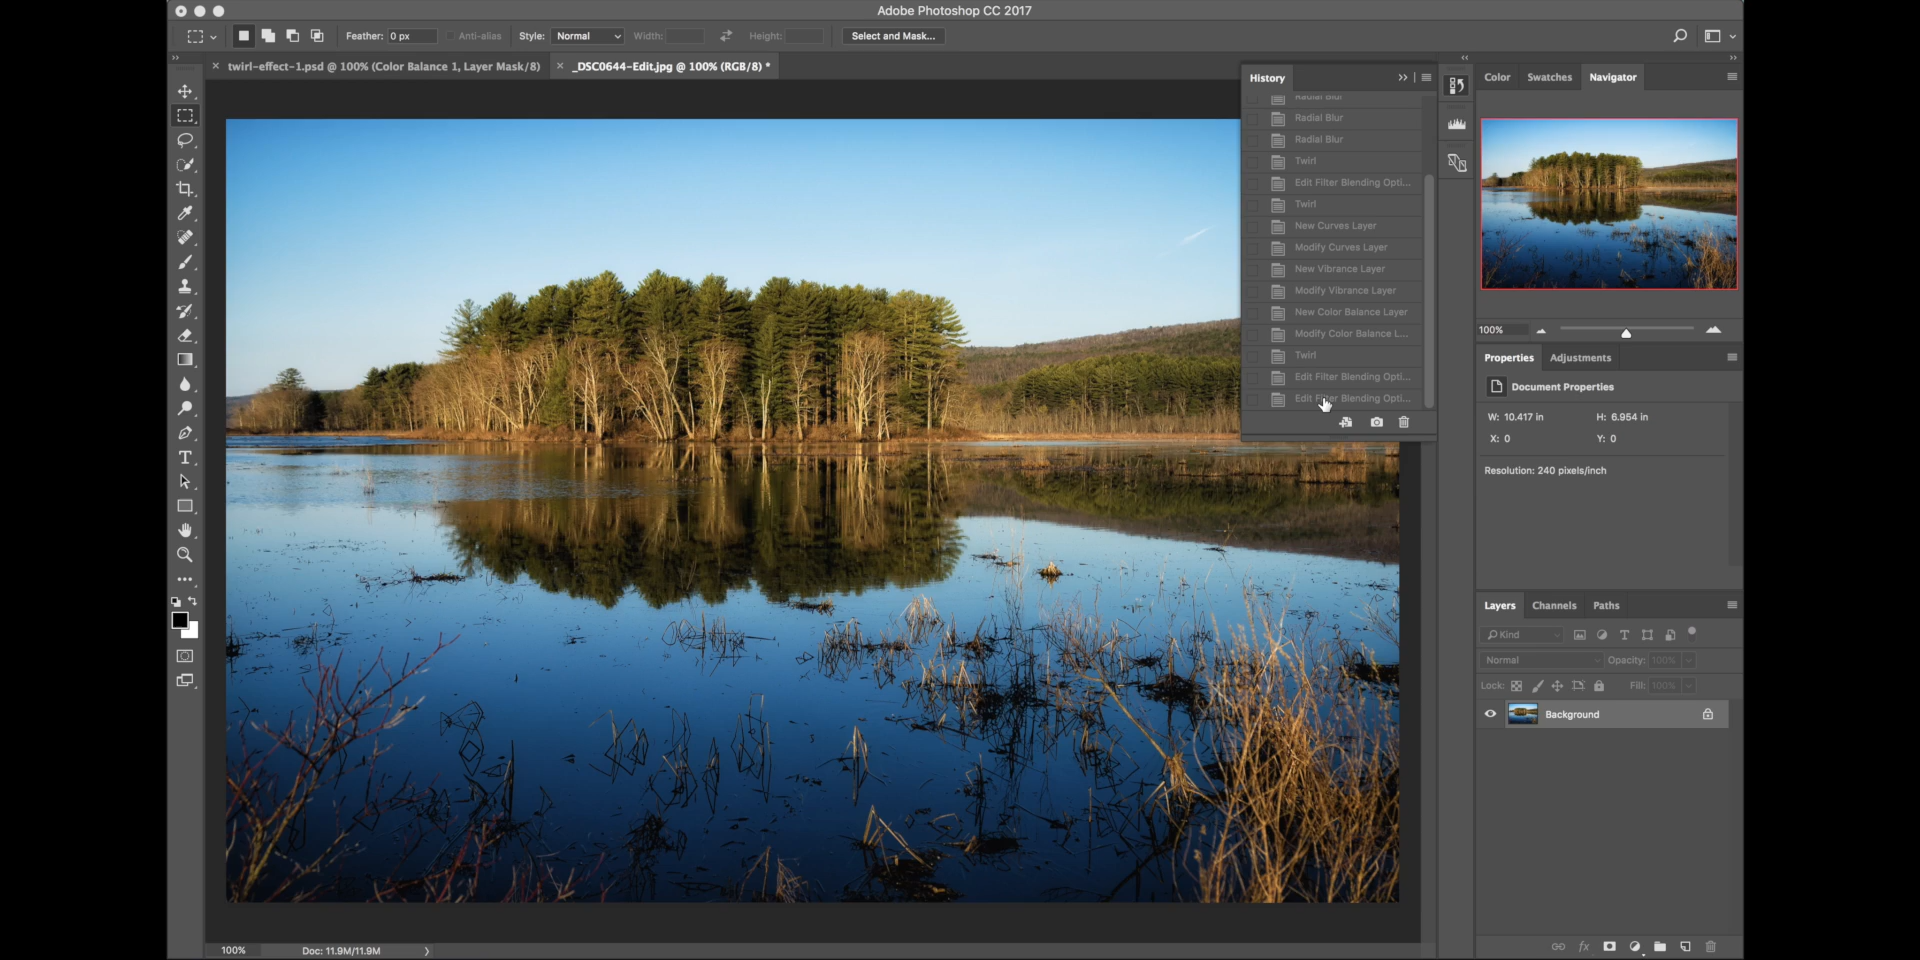 Adobe Photoshop CC 2017
Feather: 0 px Anti-alias Style: Normal Width: Height: Select and Mask...
twirl-effect-1.psd @ 100% (Color Balance 1, Layer Mask/8) _DSC0644-Edit.jpg @ 100% (RGB/8) *
History
Radial Blur
Radial Blur
Radial Blur
Twirl
Edit Filter Blending Opti...
Twirl
New Curves Layer
Modify Curves Layer
New Vibrance Layer
Modify Vibrance Layer
New Color Balance Layer
Modify Color Balance L...
Twirl
Edit Filter Blending Opti...
Edit Filter Blending Opti...
Color Swatches Navigator
100%
Properties Adjustments
Document Properties
W: 10.417 in H: 6.954 in
X: 0 Y: 0
Resolution: 240 pixels/inch
Layers Channels Paths
Kind
Normal Opacity: 100%
Lock: Fill: 100%
Background
fx
100% Doc: 11.9M/11.9M